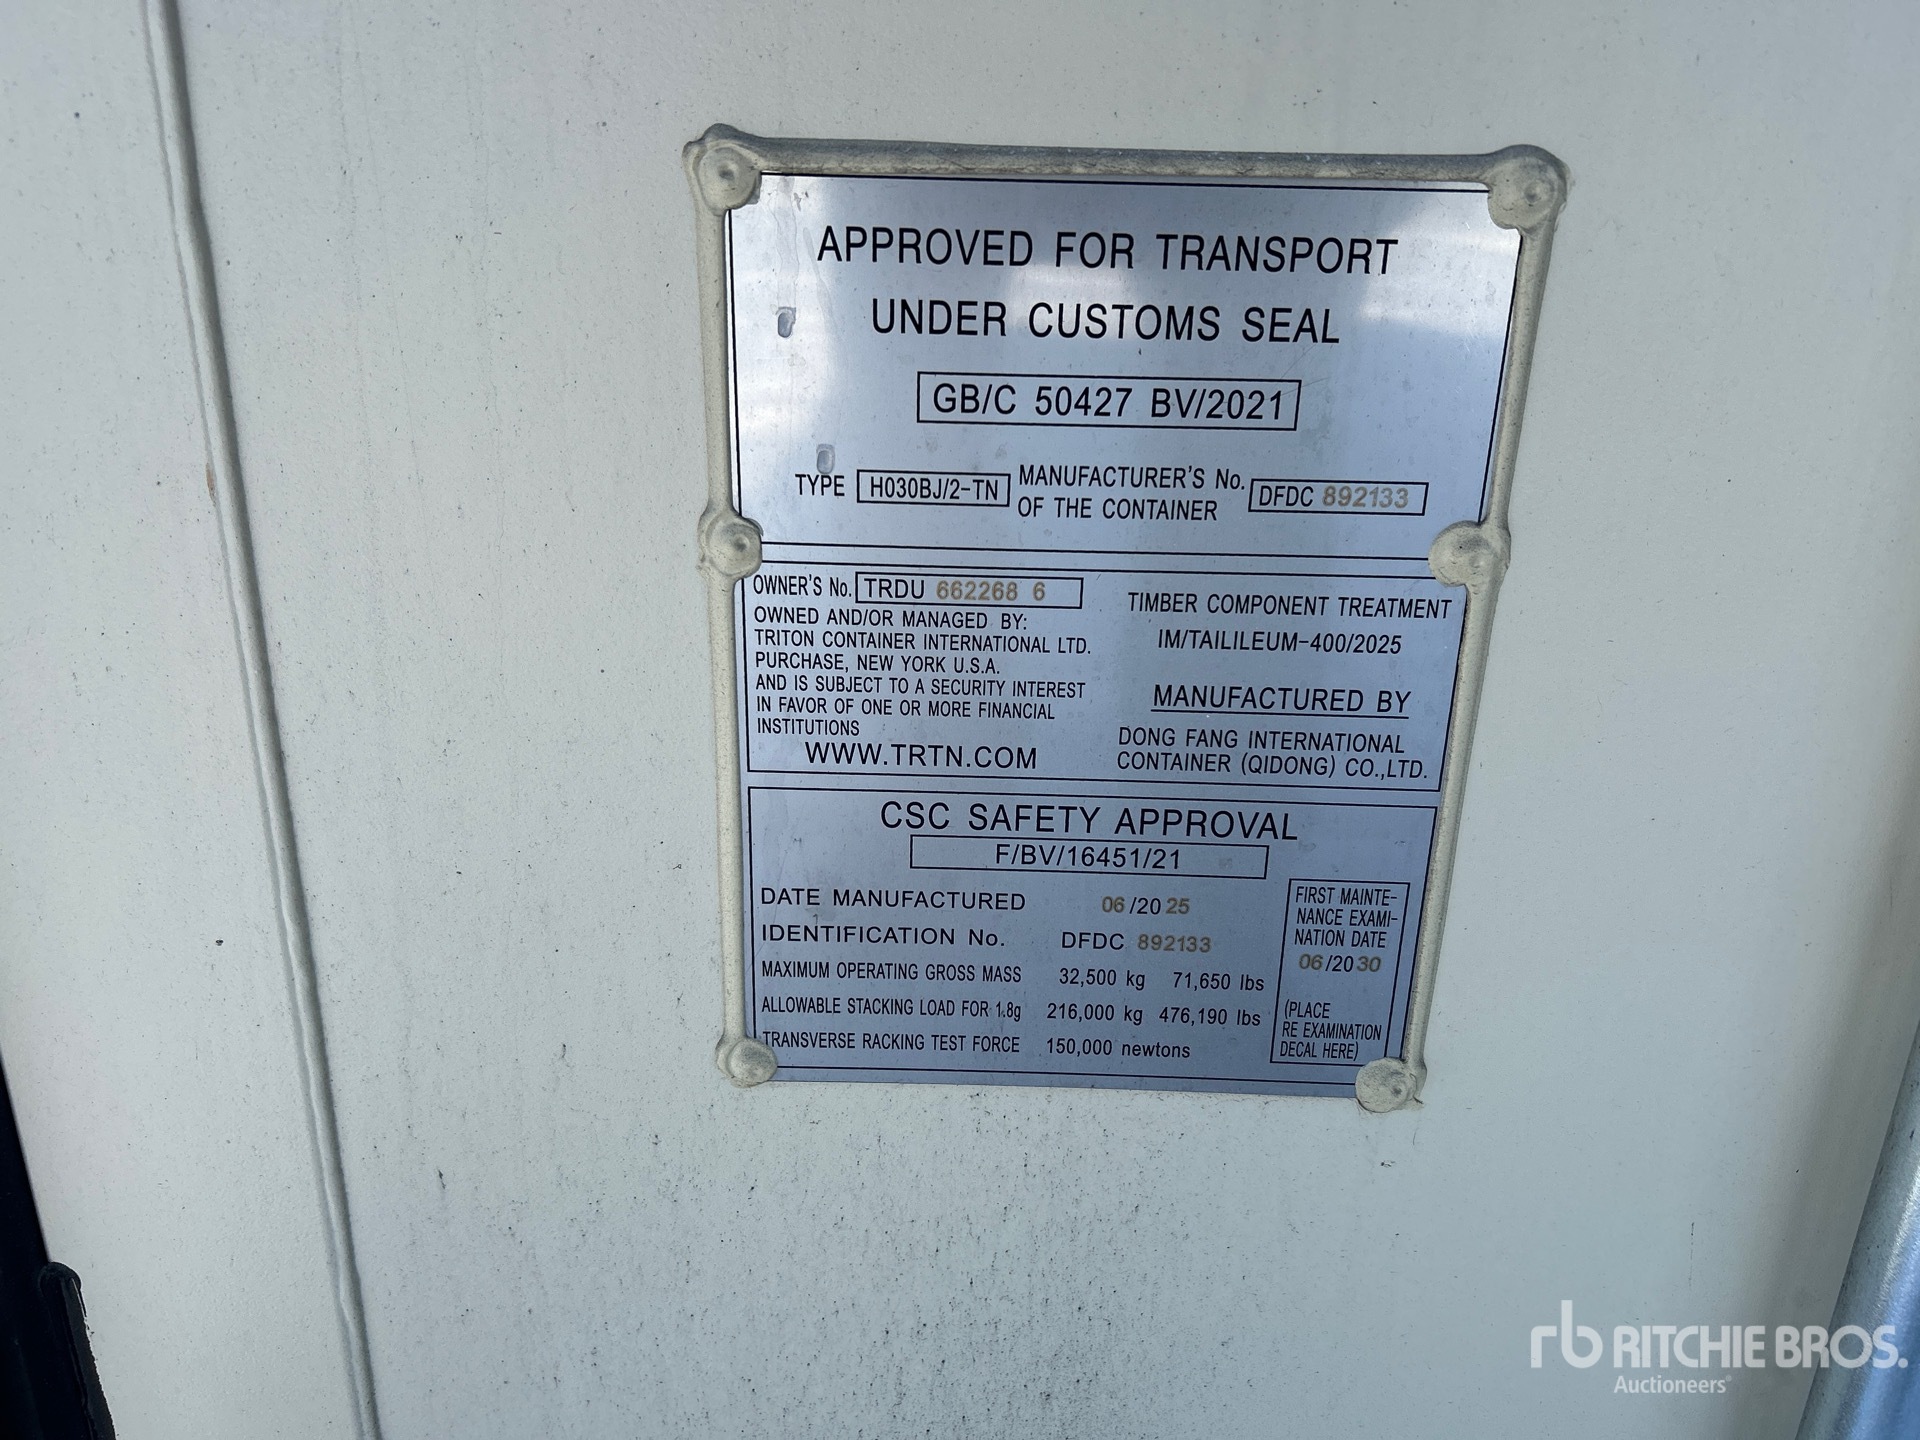 APPROVED FOR TRANSPORT
UNDER CUSTOMS SEAL
GB/C 50427 BV/2021
TYPE H030BJ/2-TN MANUFACTURER'S No. OF THE CONTAINER DFDC 892133
OWNER'S No. TRDU 662268 6
OWNED AND/OR MANAGED BY:
TRITON CONTAINER INTERNATIONAL LTD.
PURCHASE, NEW YORK U.S.A.
AND IS SUBJECT TO A SECURITY INTEREST
IN FAVOR OF ONE OR MORE FINANCIAL
INSTITUTIONS
WWW.TRTN.COM
TIMBER COMPONENT TREATMENT
IM/TAILILEUM-400/2025
MANUFACTURED BY
DONG FANG INTERNATIONAL
CONTAINER (QIDONG) CO.,LTD.
CSC SAFETY APPROVAL
F/BV/16451/21
DATE MANUFACTURED 06/2025
IDENTIFICATION No. DFDC 892133
MAXIMUM OPERATING GROSS MASS 32,500 kg 71,650 lbs
ALLOWABLE STACKING LOAD FOR 1.8g 216,000 kg 476,190 lbs
TRANSVERSE RACKING TEST FORCE 150,000 newtons
FIRST MAINTE-
NANCE EXAMI-
NATION DATE
06/2030
(PLACE
RE EXAMINATION
DECAL HERE)
rb RITCHIE BROS.
Auctioneers